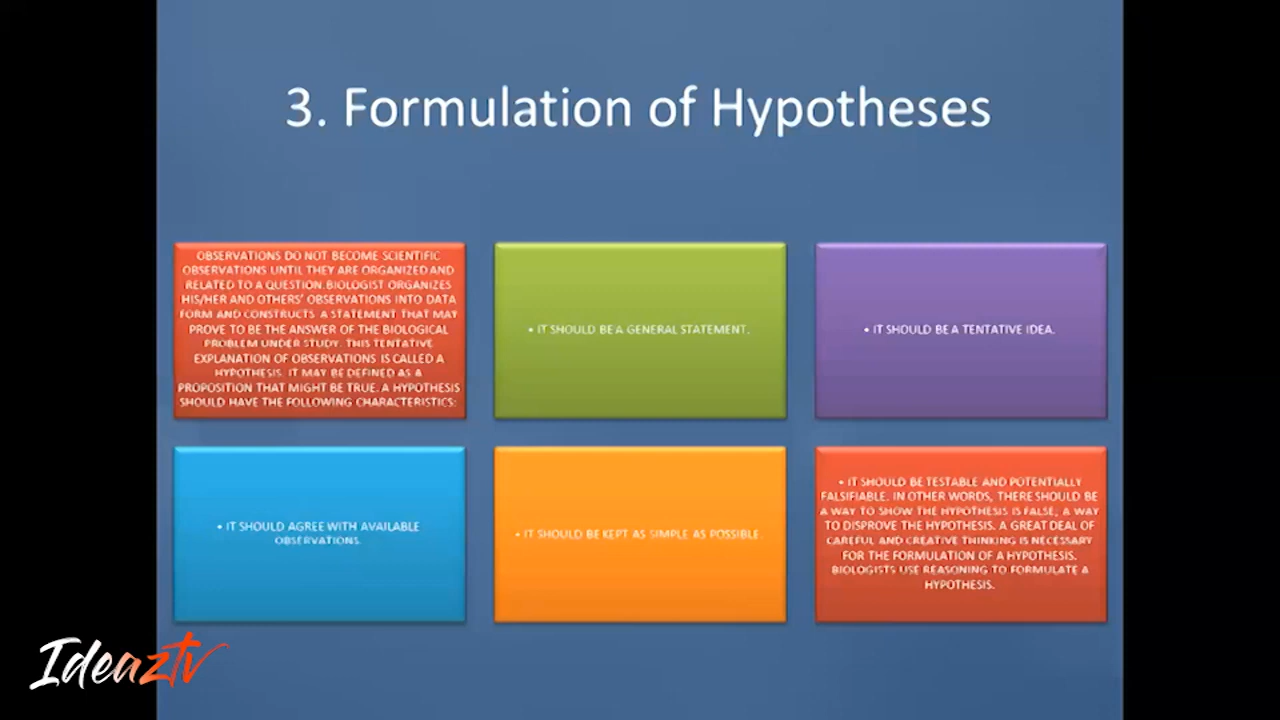 3. Formulation of Hypotheses
OBSERVATIONS DO NOT BECOME SCIENTIFIC
OBSERVATIONS UNTIL THEY ARE ORGANIZED AND
RELATED TO A QUESTION.BIOLOGIST ORGANIZES
HIS/HER AND OTHERS' OBSERVATIONS INTO DATA
FORM AND CONSTRUCTS A STATEMENT THAT MAY
PROVE TO BE THE ANSWER OF THE BIOLOGICAL
PROBLEM UNDER STUDY. THIS TENTATIVE
EXPLANATION OF OBSERVATIONS IS CALLED A
HYPOTHESIS. IT MAY BE DEFINED AS A
PROPOSITION THAT MIGHT BE TRUE. A HYPOTHESIS
SHOULD HAVE THE FOLLOWING CHARACTERISTICS:
• IT SHOULD BE A GENERAL STATEMENT.
• IT SHOULD BE A TENTATIVE IDEA.
• IT SHOULD AGREE WITH AVAILABLE
OBSERVATIONS.
• IT SHOULD BE KEPT AS SIMPLE AS POSSIBLE.
• IT SHOULD BE TESTABLE AND POTENTIALLY
FALSIFIABLE. IN OTHER WORDS, THERE SHOULD BE
A WAY TO SHOW THE HYPOTHESIS IS FALSE; A WAY
TO DISPROVE THE HYPOTHESIS. A GREAT DEAL OF
CAREFUL AND CREATIVE THINKING IS NECESSARY
FOR THE FORMULATION OF A HYPOTHESIS.
BIOLOGISTS USE REASONING TO FORMULATE A
HYPOTHESIS.
Ideaztv